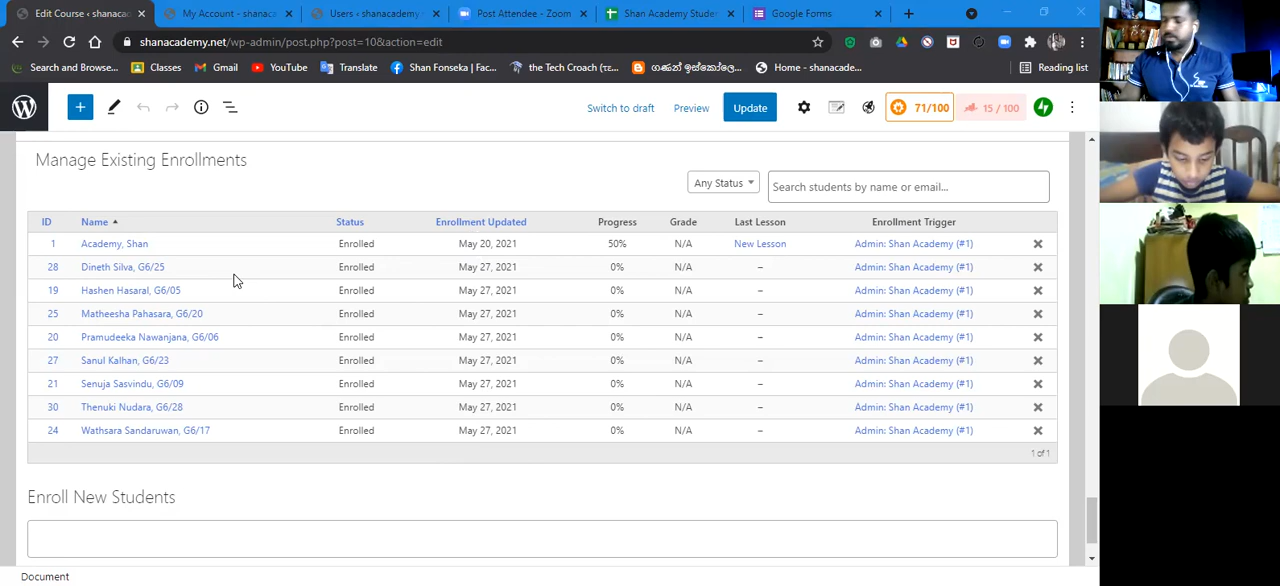 Edit Course ‹ shanaca
My Account - shanaca
Users ‹ shanacademy
Post Attendee - Zoom
Shan Academy Studen
Google Forms
shanacademy.net/wp-admin/post.php?post=10&action=edit
Search and Browse...
Classes
Gmail
YouTube
Translate
Shan Fonseka | Fac...
the Tech Coach (ระ...
Home - shanacade...
Reading list
Switch to draft
Preview
Update
71/100
15 / 100
Manage Existing Enrollments
Any Status
Search students by name or email...
ID Name Status Enrollment Updated Progress Grade Last Lesson Enrollment Trigger
1 Academy, Shan Enrolled May 20, 2021 50% N/A New Lesson Admin: Shan Academy (#1)
28 Dineth Silva, G6/25 Enrolled May 27, 2021 0% N/A – Admin: Shan Academy (#1)
19 Hashen Hasaral, G6/05 Enrolled May 27, 2021 0% N/A – Admin: Shan Academy (#1)
25 Matheesha Pahasara, G6/20 Enrolled May 27, 2021 0% N/A – Admin: Shan Academy (#1)
20 Pramudeeka Nawanjana, G6/06 Enrolled May 27, 2021 0% N/A – Admin: Shan Academy (#1)
27 Sanul Kalhan, G6/23 Enrolled May 27, 2021 0% N/A – Admin: Shan Academy (#1)
21 Senuja Sasvindu, G6/09 Enrolled May 27, 2021 0% N/A – Admin: Shan Academy (#1)
30 Thenuki Nudara, G6/28 Enrolled May 27, 2021 0% N/A – Admin: Shan Academy (#1)
24 Wathsara Sandaruwan, G6/17 Enrolled May 27, 2021 0% N/A – Admin: Shan Academy (#1)
1 of 1
Enroll New Students
Document